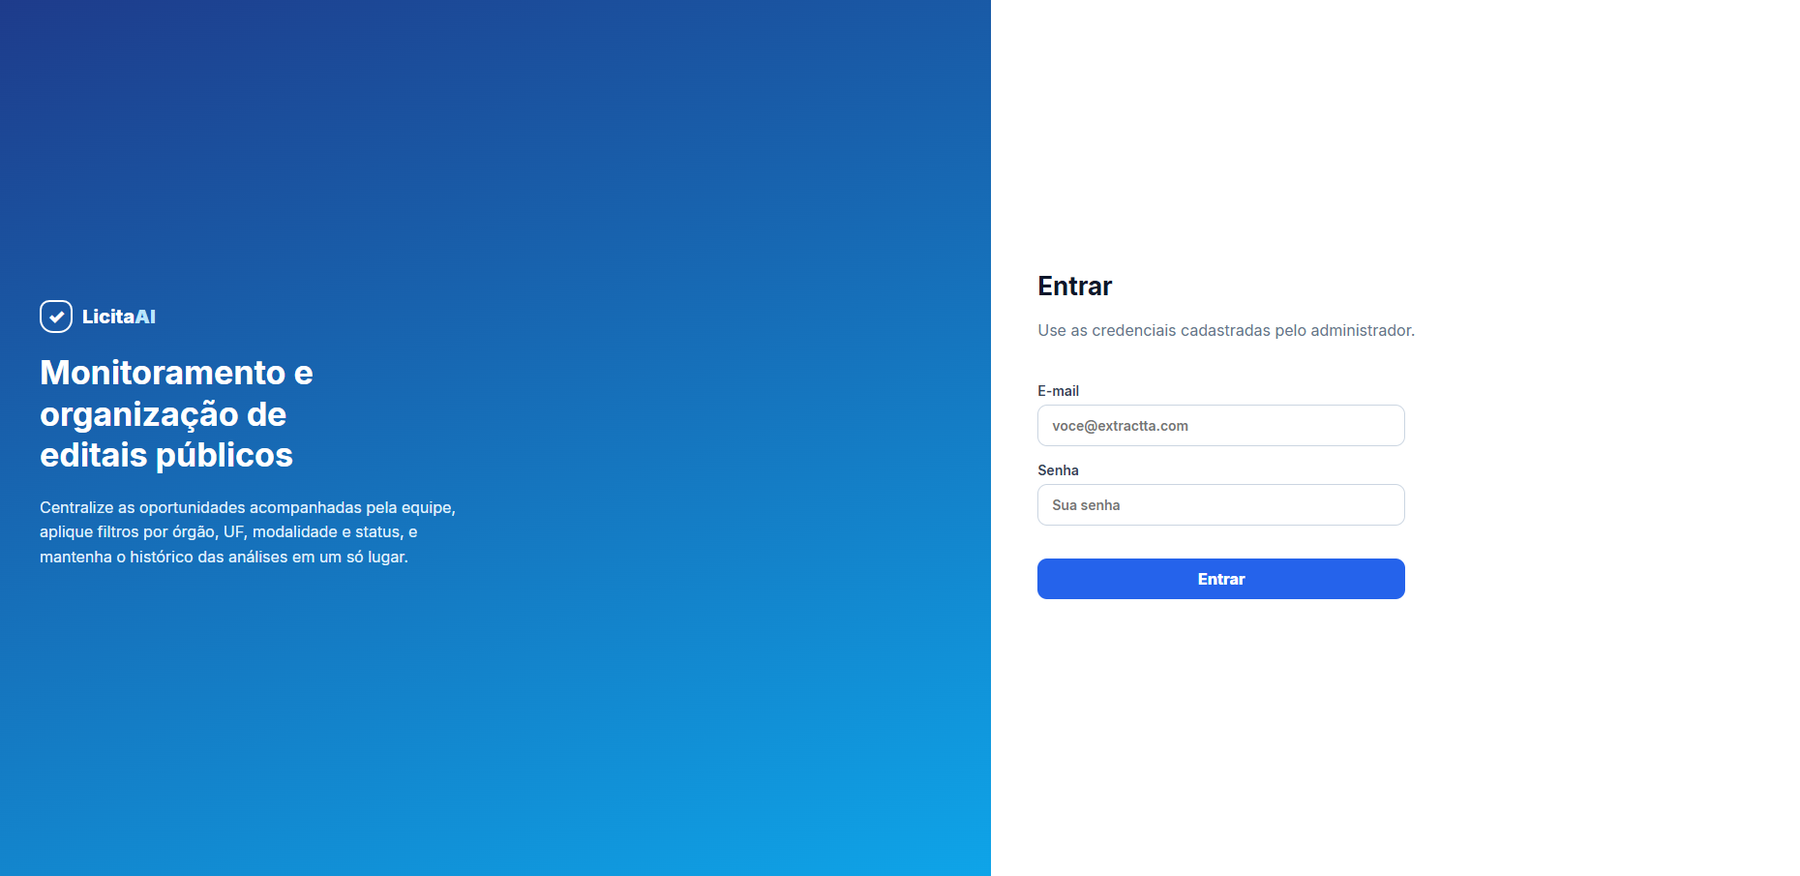 LicitaAI
Monitoramento e
organização de
editais públicos
Centralize as oportunidades acompanhadas pela equipe,
aplique filtros por órgão, UF, modalidade e status, e
mantenha o histórico das análises em um só lugar.
Entrar
Use as credenciais cadastradas pelo administrador.
E-mail
voce@extractta.com
Senha
Sua senha
Entrar